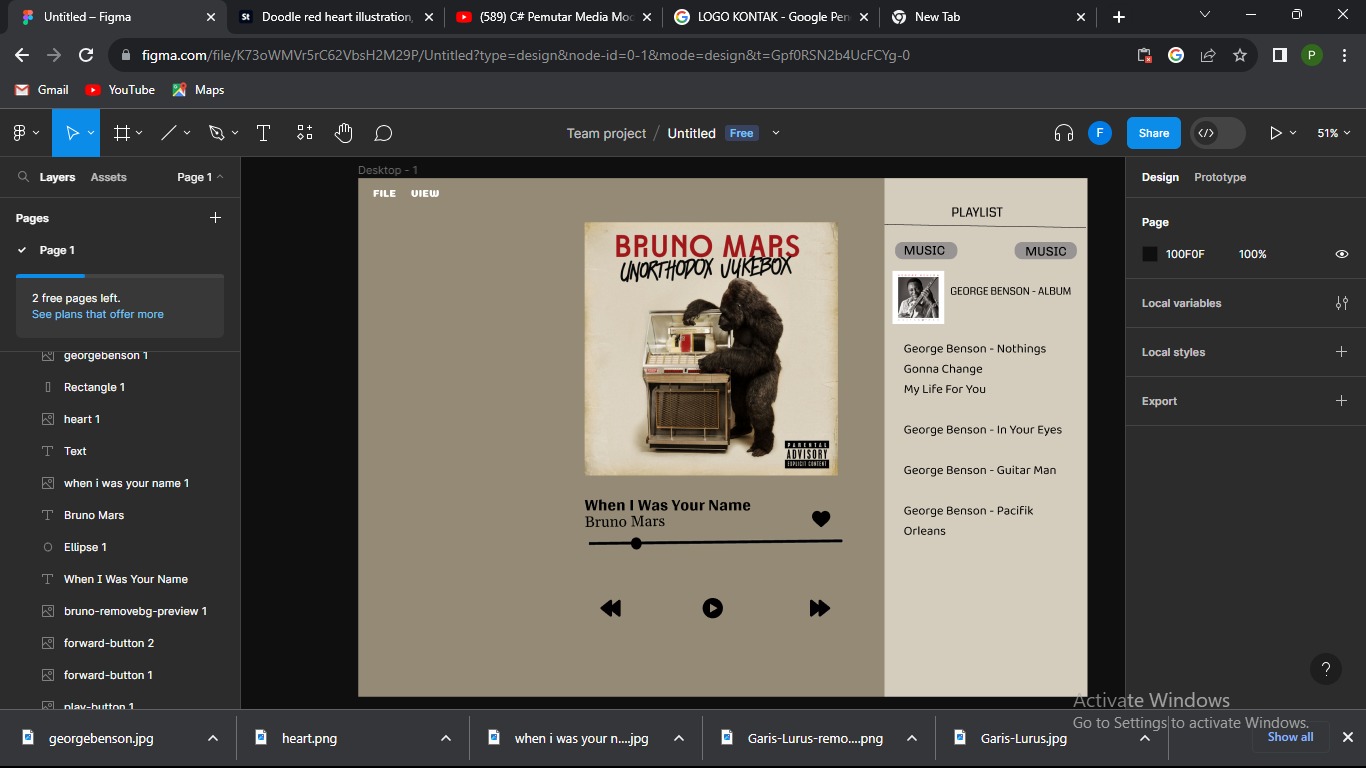 Untitled – Figma
Doodle red heart illustration,
(589) C# Pemutar Media Mod
LOGO KONTAK - Google Pen
New Tab
figma.com/file/K73oWMVr5rC62VbsH2M29P/Untitled?type=design&node-id=0-1&mode=design&t=Gpf0RSN2b4UcFCYg-0
P
Gmail
YouTube
Maps
Team project / Untitled Free
F
Share
51%
Layers
Assets
Page 1
Pages
Page 1
2 free pages left.
See plans that offer more
georgebenson 1
Rectangle 1
heart 1
Text
when i was your name 1
Bruno Mars
Ellipse 1
When I Was Your Name
bruno-removebg-preview 1
forward-button 2
forward-button 1
play-button 1
Desktop - 1
FILE VIEW
BRUNO MARS
UNORTHODOX JUKEBOX
PARENTAL
ADVISORY
EXPLICIT CONTENT
When I Was Your Name
Bruno Mars
PLAYLIST
MUSIC
MUSIC
GEORGE BENSON - ALBUM
George Benson - Nothings
Gonna Change
My Life For You
George Benson - In Your Eyes
George Benson - Guitar Man
George Benson - Pacifik
Orleans
Design
Prototype
Page
100F0F
100%
Local variables
Local styles
Export
?
Activate Windows
Go to Settings to activate Windows.
georgebenson.jpg
heart.png
when i was your n....jpg
Garis-Lurus-remo....png
Garis-Lurus.jpg
Show all